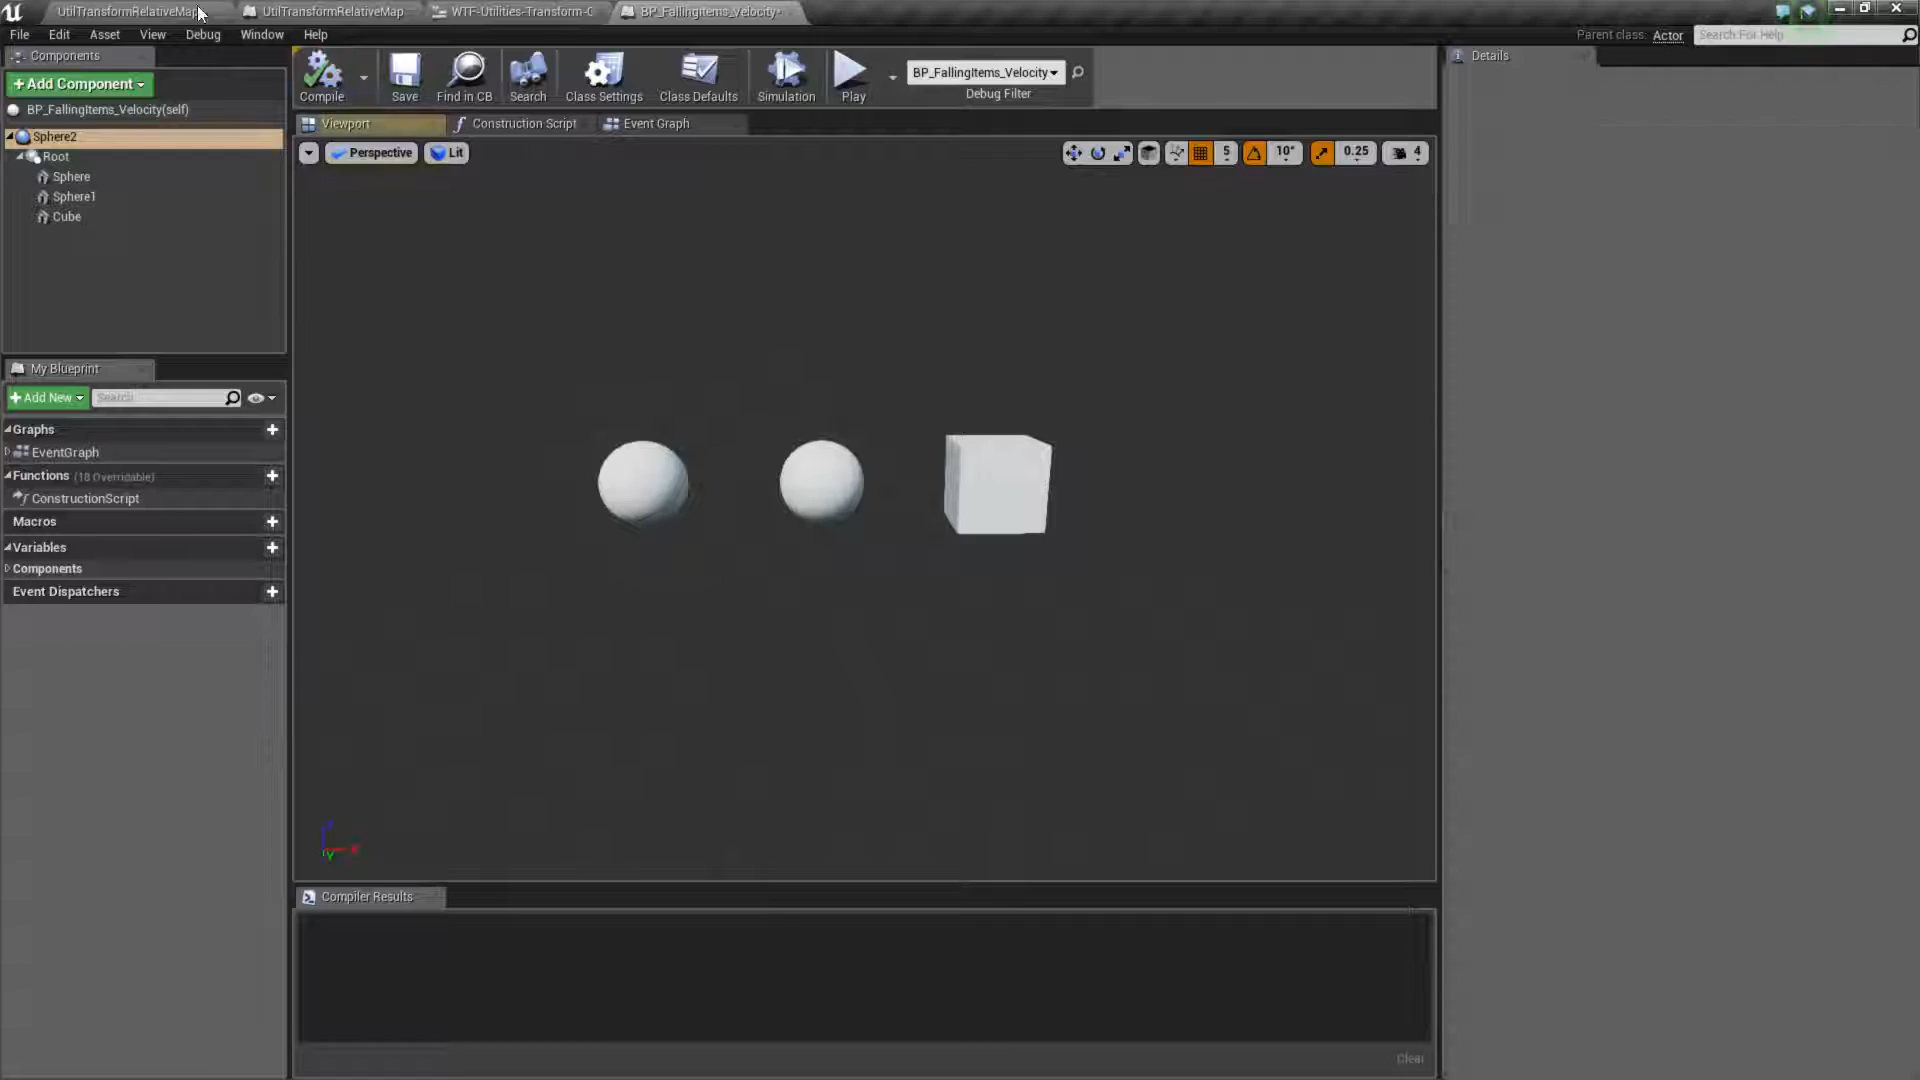 UtilTransformRelativeMap
UtilTransformRelativeMap
WTF-Utilities-Transform-C
BP_FallingItems_Velocity*
File
Edit
Asset
View
Debug
Window
Help
Parent class: Actor
Search For Help
Components
+Add Component
BP_FallingItems_Velocity(self)
Sphere2
Root
Sphere
Sphere1
Cube
Compile
Save
Find in CB
Search
Class Settings
Class Defaults
Simulation
Play
BP_FallingItems_Velocity
Debug Filter
Viewport
Construction Script
Event Graph
Perspective
Lit
5
10°
0.25
4
Details
My Blueprint
+Add New
Search
Graphs
EventGraph
Functions (18 Overridable)
ConstructionScript
Macros
Variables
Components
Event Dispatchers
Z
X
Y
Compiler Results
Clear